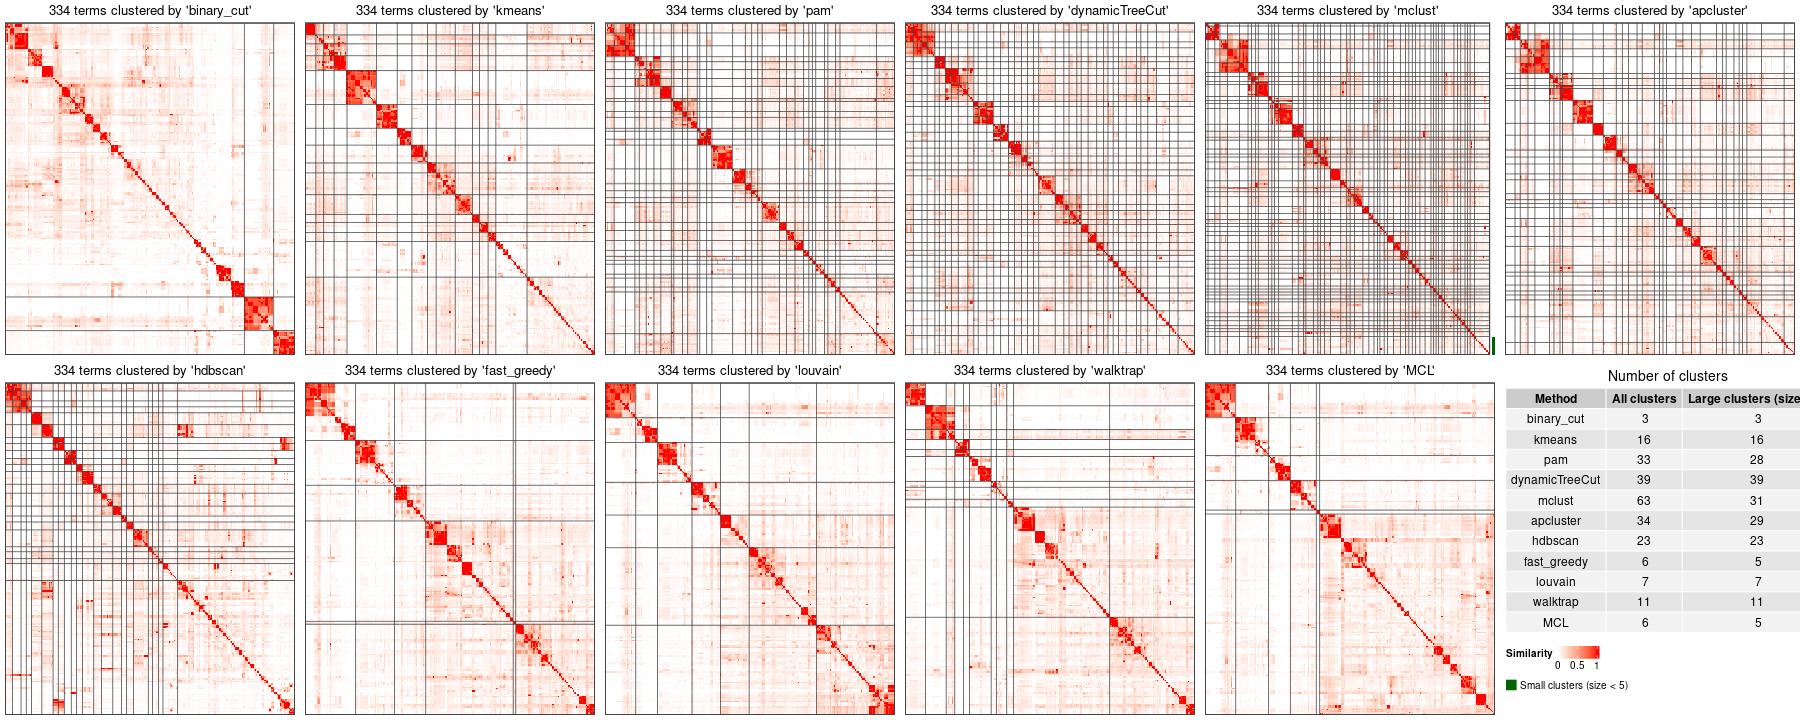 334 terms clustered by 'binary_cut'
334 terms clustered by 'kmeans'
334 terms clustered by 'pam'
334 terms clustered by 'dynamicTreeCut'
334 terms clustered by 'mclust'
334 terms clustered by 'apcluster'
334 terms clustered by 'hdbscan'
334 terms clustered by 'fast_greedy'
334 terms clustered by 'louvain'
334 terms clustered by 'walktrap'
334 terms clustered by 'MCL'
Number of clusters
Method All clusters Large clusters (size
binary_cut 3 3
kmeans 16 16
pam 33 28
dynamicTreeCut 39 39
mclust 63 31
apcluster 34 29
hdbscan 23 23
fast_greedy 6 5
louvain 7 7
walktrap 11 11
MCL 6 5
Similarity
0 0.5 1
Small clusters (size < 5)